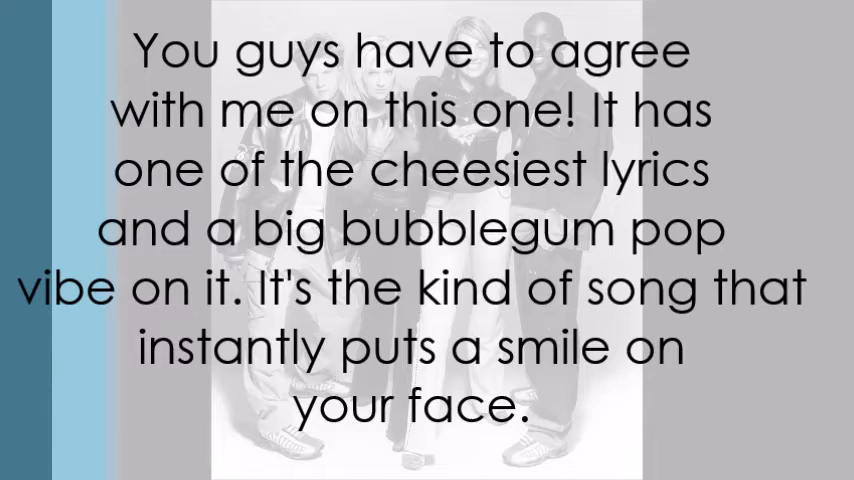 You guys have to agree
with me on this one! It has
one of the cheesiest lyrics
and a big bubblegum pop
vibe on it. It's the kind of song that
instantly puts a smile on
your face.